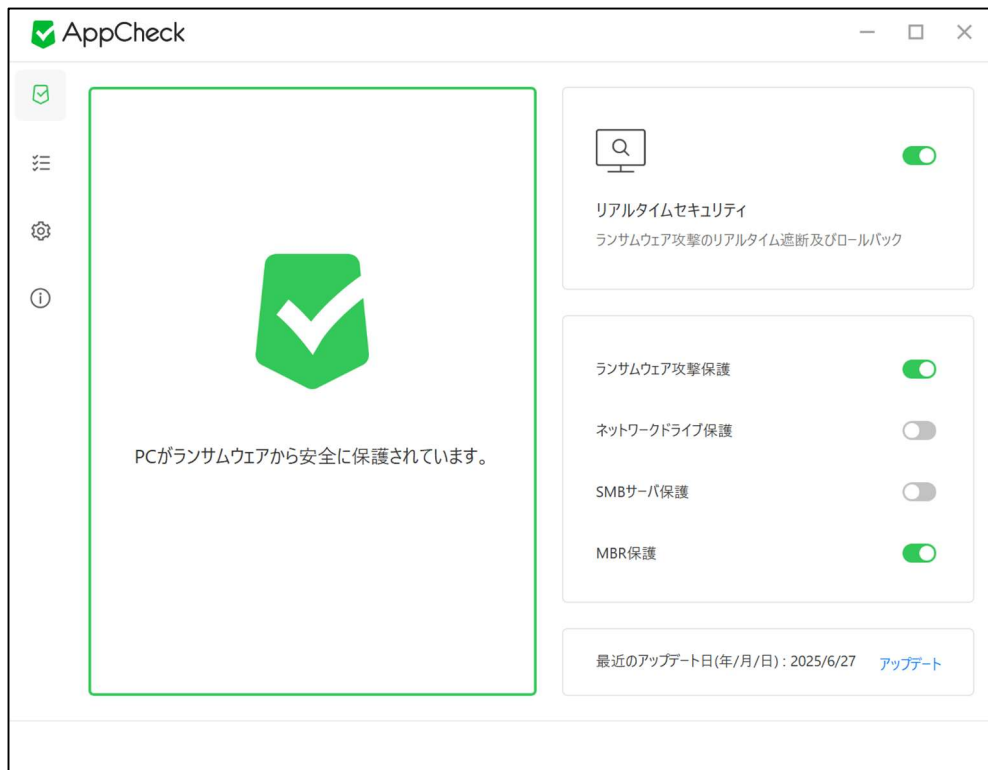 AppCheck
PCがランサムウェアから安全に保護されています。
リアルタイムセキュリティ
ランサムウェア攻撃のリアルタイム遮断及びロールバック
ランサムウェア攻撃保護
ネットワークドライブ保護
SMBサーバ保護
MBR保護
最近のアップデート日(年/月/日) : 2025/6/27 アップデート